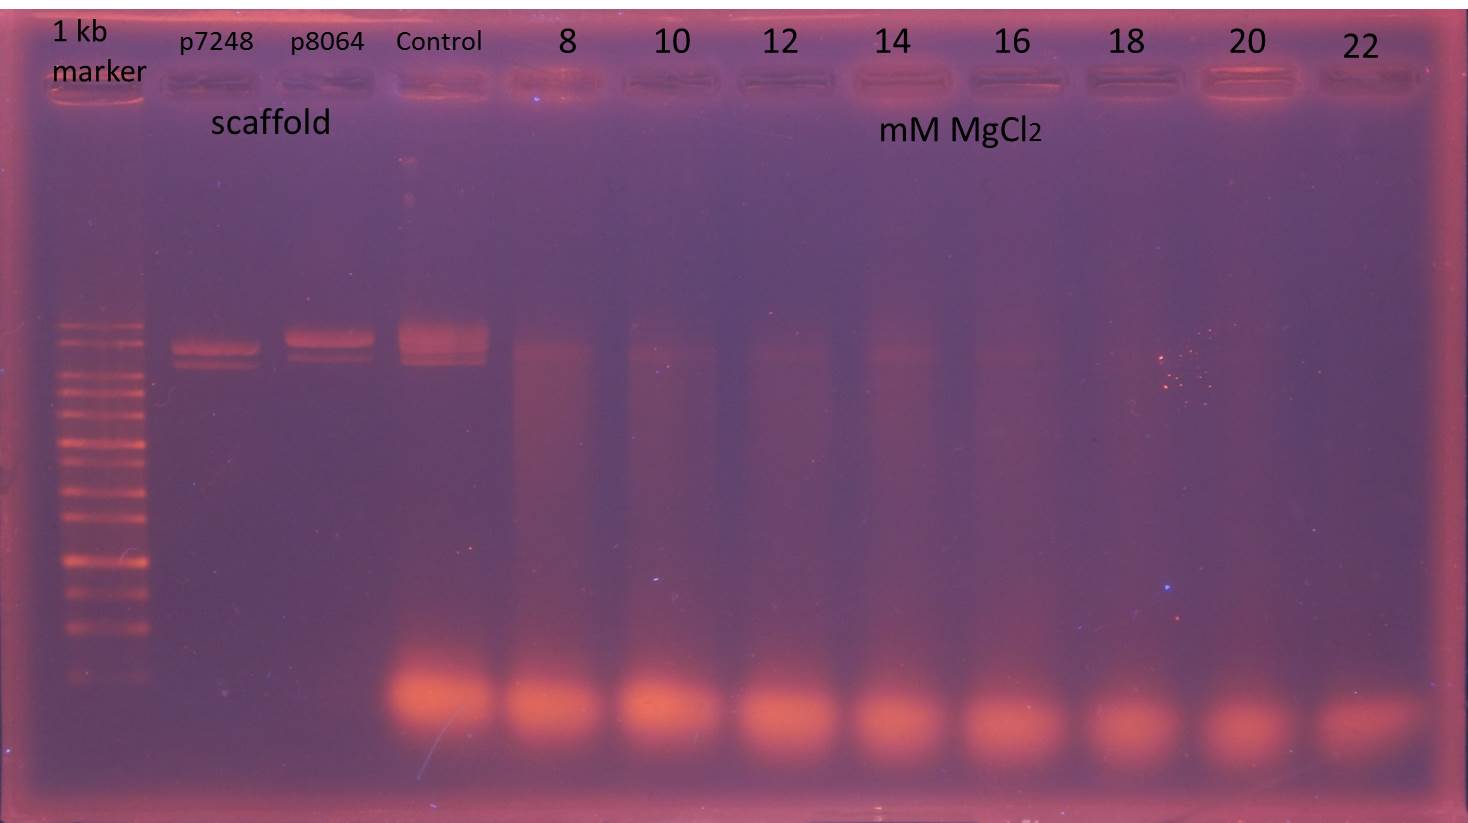 1 kb
marker
p7248
p8064
Control
8
10
12
14
16
18
20
22
scaffold
mM MgCl2